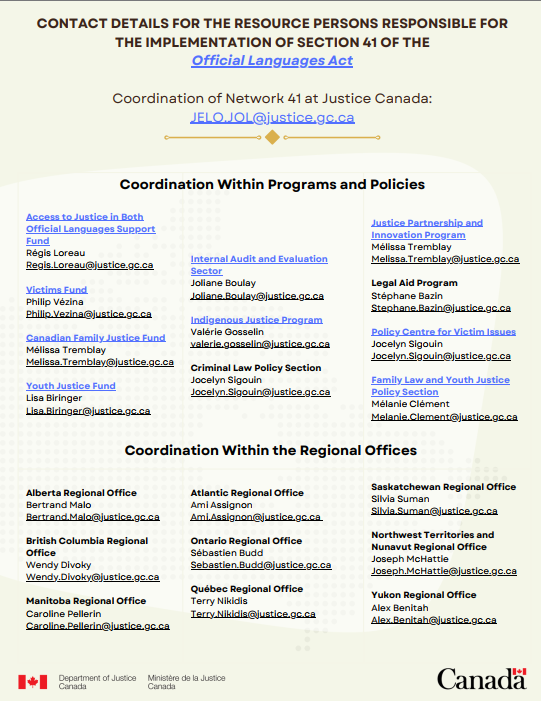 CONTACT DETAILS FOR THE RESOURCE PERSONS RESPONSIBLE FOR
THE IMPLEMENTATION OF SECTION 41 OF THE
Official Languages Act
Coordination of Network 41 at Justice Canada:
JELO.JOL@justice.gc.ca
Coordination Within Programs and Policies
Access to Justice in Both
Official Languages Support
Fund
Régis Loreau
Regis.Loreau@justice.gc.ca
Victims Fund
Philip Vézina
Philip.Vezina@justice.gc.ca
Canadian Family Justice Fund
Mélissa Tremblay
Melissa.Tremblay@justice.gc.ca
Youth Justice Fund
Lisa Biringer
Lisa.Biringer@justice.gc.ca
Internal Audit and Evaluation
Sector
Joliane Boulay
Joliane.Boulay@justice.gc.ca
Indigenous Justice Program
Valérie Gosselin
valerie.gosselin@justice.gc.ca
Criminal Law Policy Section
Jocelyn Sigouin
Jocelyn.Sigouin@justice.gc.ca
Justice Partnership and
Innovation Program
Mélissa Tremblay
Melissa.Tremblay@justice.gc.ca
Legal Aid Program
Stéphane Bazin
Stephane.Bazin@justice.gc.ca
Policy Centre for Victim Issues
Jocelyn Sigouin
Jocelyn.Sigouin@justice.gc.ca
Family Law and Youth Justice
Policy Section
Mélanie Clément
Melanie.Clement@justice.gc.ca
Coordination Within the Regional Offices
Alberta Regional Office
Bertrand Malo
Bertrand.Malo@justice.gc.ca
British Columbia Regional
Office
Wendy Divoky
Wendy.Divoky@justice.gc.ca
Manitoba Regional Office
Caroline Pellerin
Caroline.Pellerin@justice.gc.ca
Atlantic Regional Office
Ami Assignon
Ami.Assignon@justice.gc.ca
Ontario Regional Office
Sébastien Budd
Sebastien.Budd@justice.gc.ca
Québec Regional Office
Terry Nikidis
Terry.Nikidis@justice.gc.ca
Saskatchewan Regional Office
Silvia Suman
Silvia.Suman@justice.gc.ca
Northwest Territories and
Nunavut Regional Office
Joseph McHattie
Joseph.McHattie@justice.gc.ca
Yukon Regional Office
Alex Benitah
Alex.Benitah@justice.gc.ca
Department of Justice
Canada
Ministère de la Justice
Canada
Canada